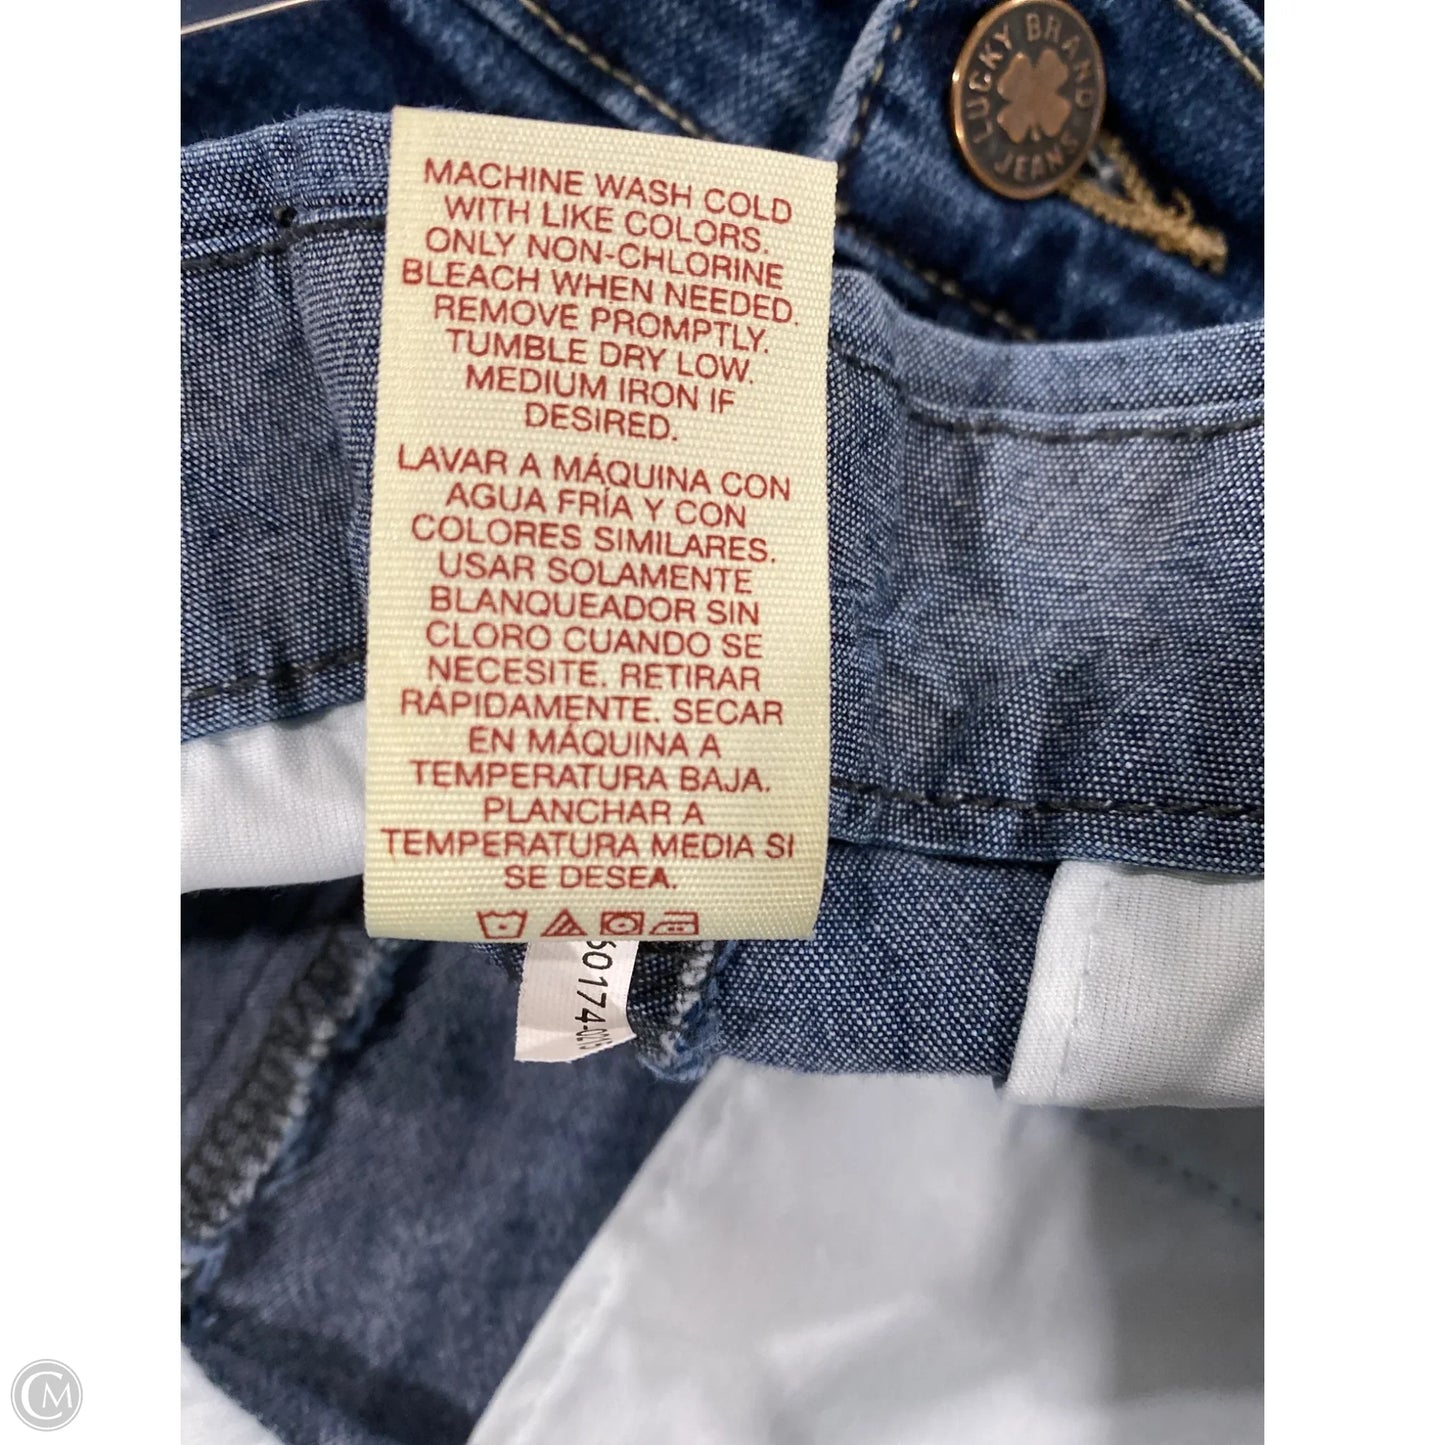 LUCKY BRAND
JEANS
MACHINE WASH COLD
WITH LIKE COLORS.
ONLY NON-CHLORINE
BLEACH WHEN NEEDED.
REMOVE PROMPTLY.
TUMBLE DRY LOW.
MEDIUM IRON IF
DESIRED.
LAVAR A MÁQUINA CON
AGUA FRÍA Y CON
COLORES SIMILARES.
USAR SOLAMENTE
BLANQUEADOR SIN
CLORO CUANDO SE
NECESITE. RETIRAR
RÁPIDAMENTE. SECAR
EN MÁQUINA A
TEMPERATURA BAJA.
PLANCHAR A
TEMPERATURA MEDIA SI
SE DESEA.
CM